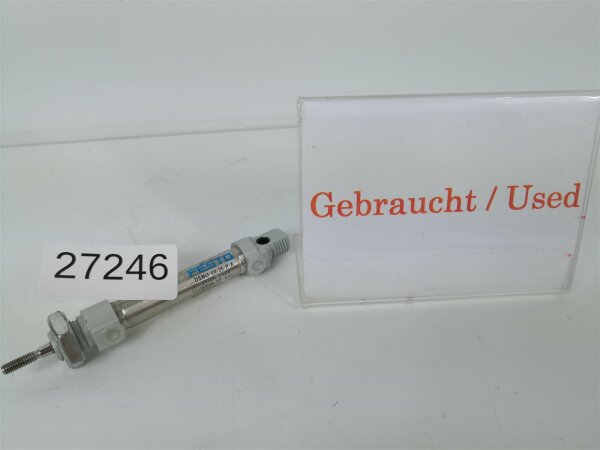 Gebraucht / Used
27246
FESTO